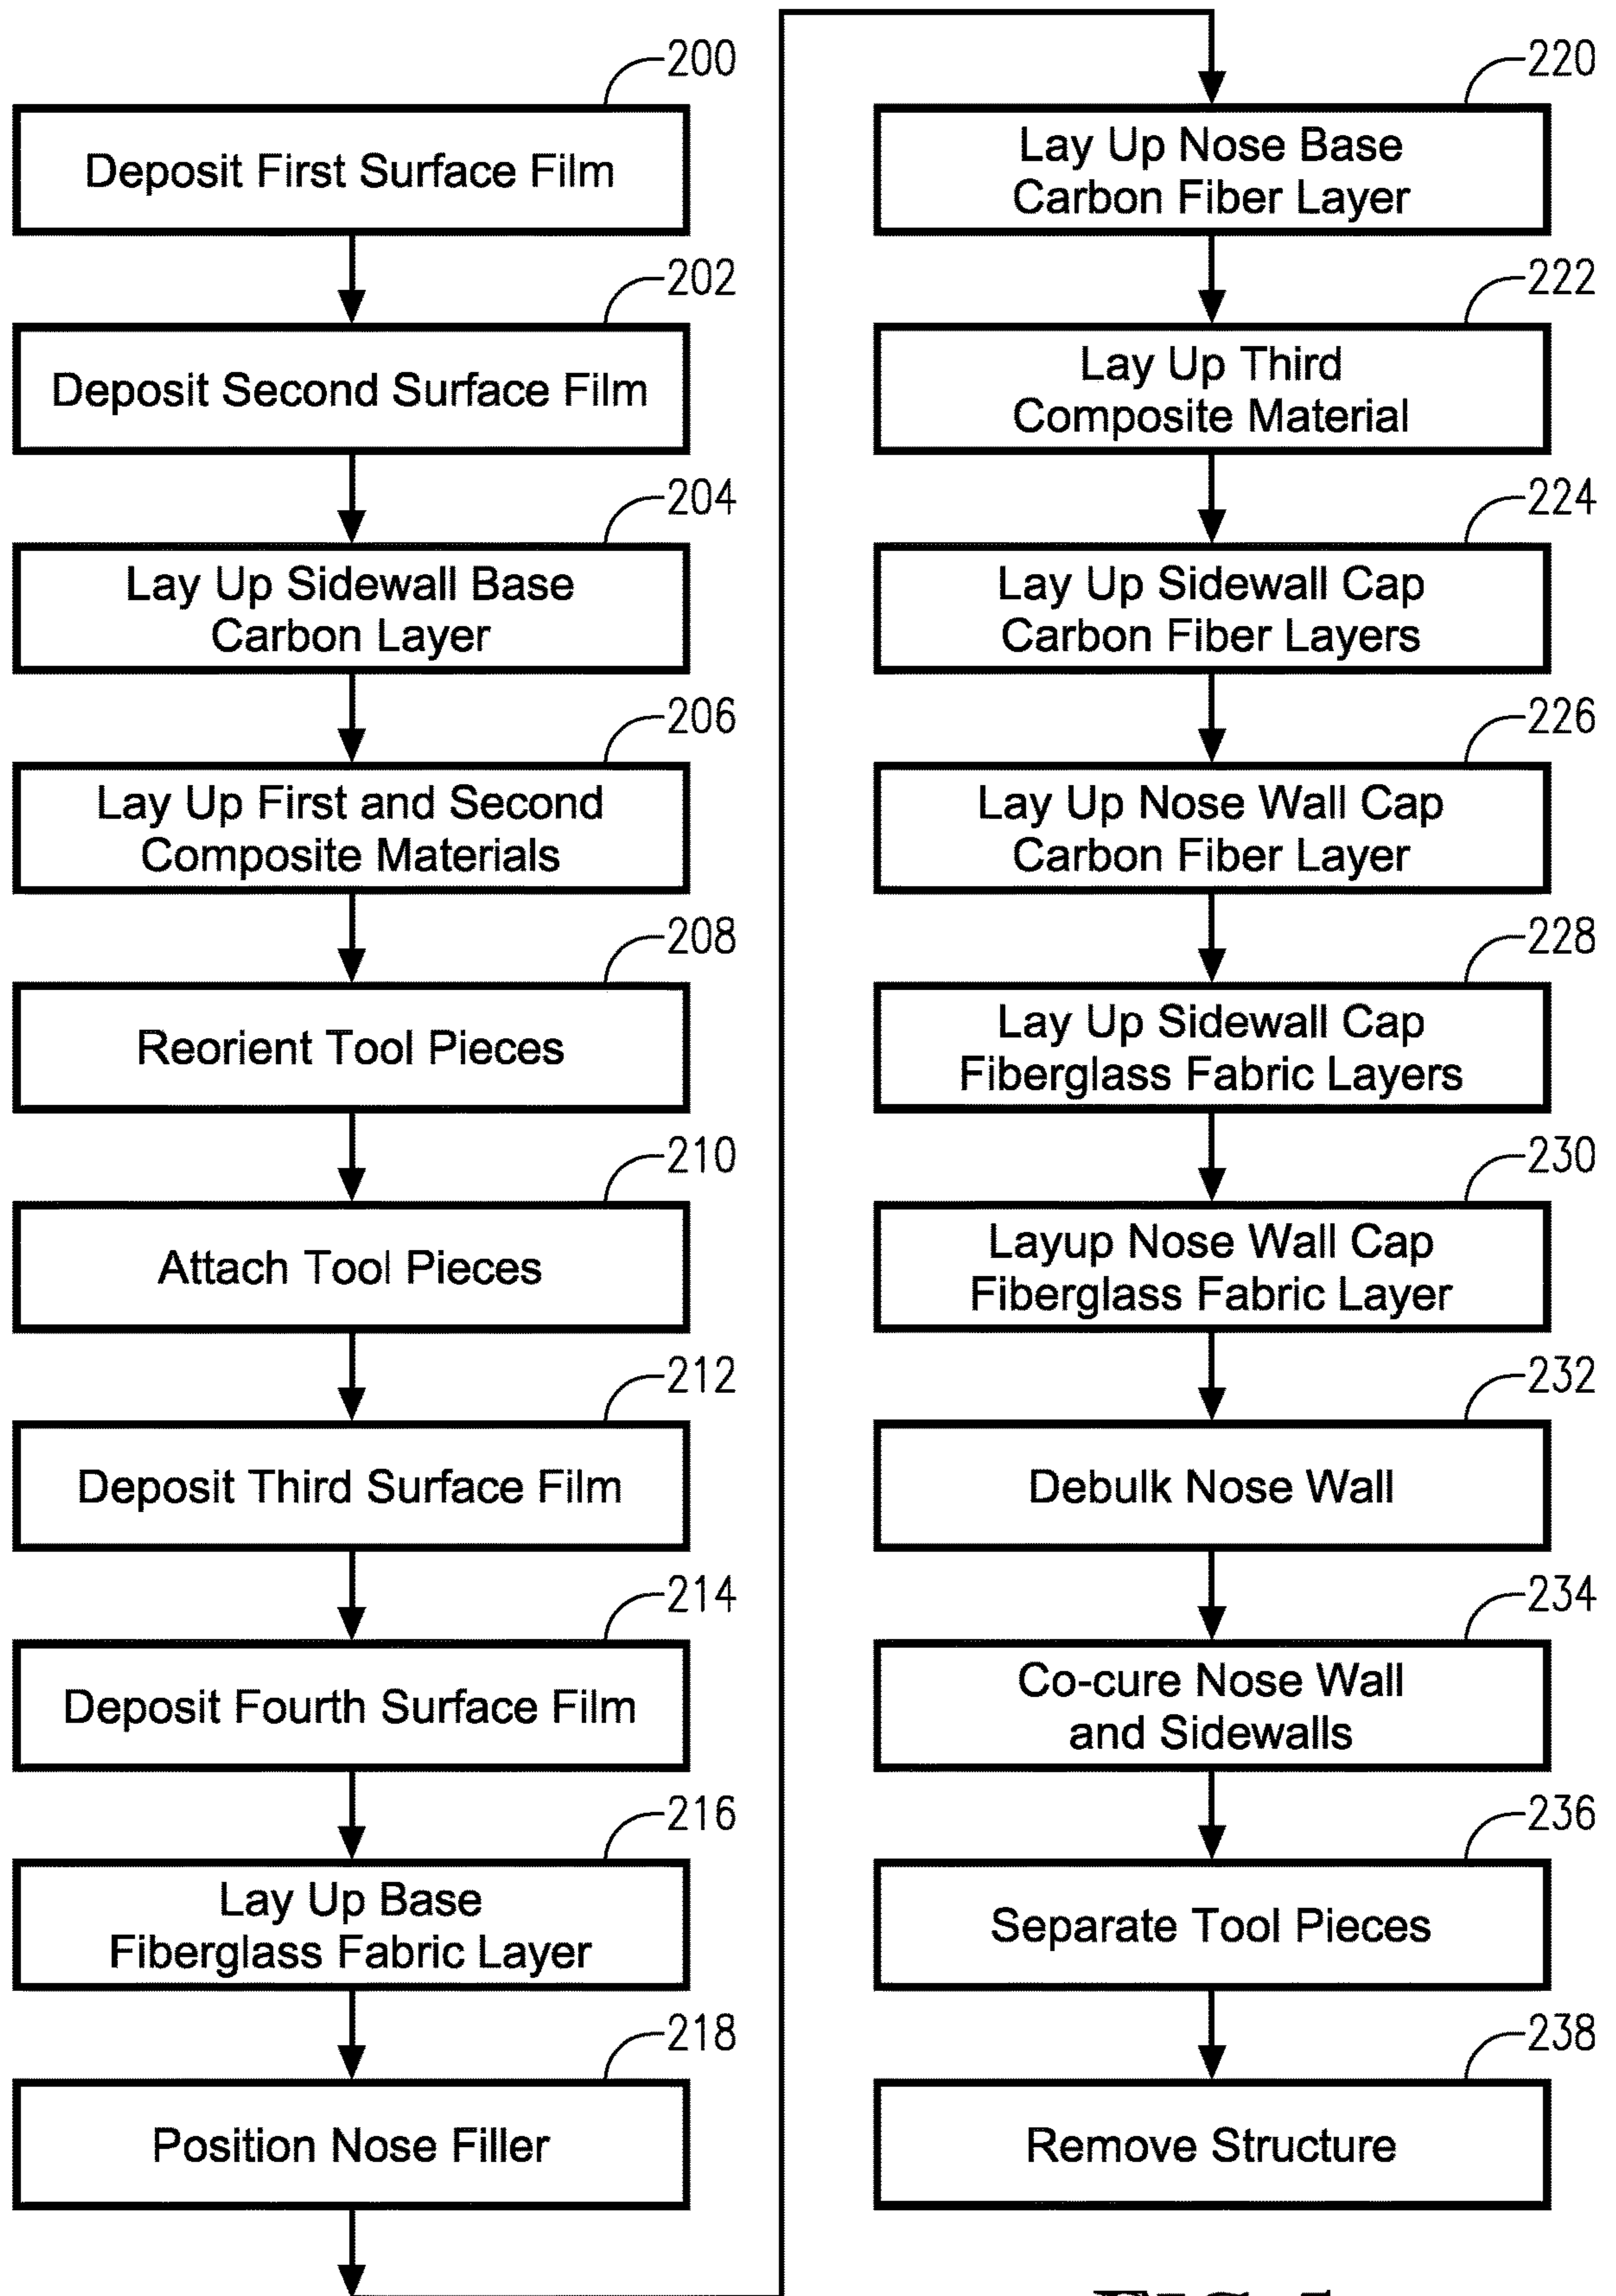 200
Deposit First Surface Film
202
Deposit Second Surface Film
204
Lay Up Sidewall Base
Carbon Layer
206
Lay Up First and Second
Composite Materials
208
Reorient Tool Pieces
210
Attach Tool Pieces
212
Deposit Third Surface Film
214
Deposit Fourth Surface Film
216
Lay Up Base
Fiberglass Fabric Layer
218
Position Nose Filler
220
Lay Up Nose Base
Carbon Fiber Layer
222
Lay Up Third
Composite Material
224
Lay Up Sidewall Cap
Carbon Fiber Layers
226
Lay Up Nose Wall Cap
Carbon Fiber Layer
228
Lay Up Sidewall Cap
Fiberglass Fabric Layers
230
Layup Nose Wall Cap
Fiberglass Fabric Layer
232
Debulk Nose Wall
234
Co-cure Nose Wall
and Sidewalls
236
Separate Tool Pieces
238
Remove Structure